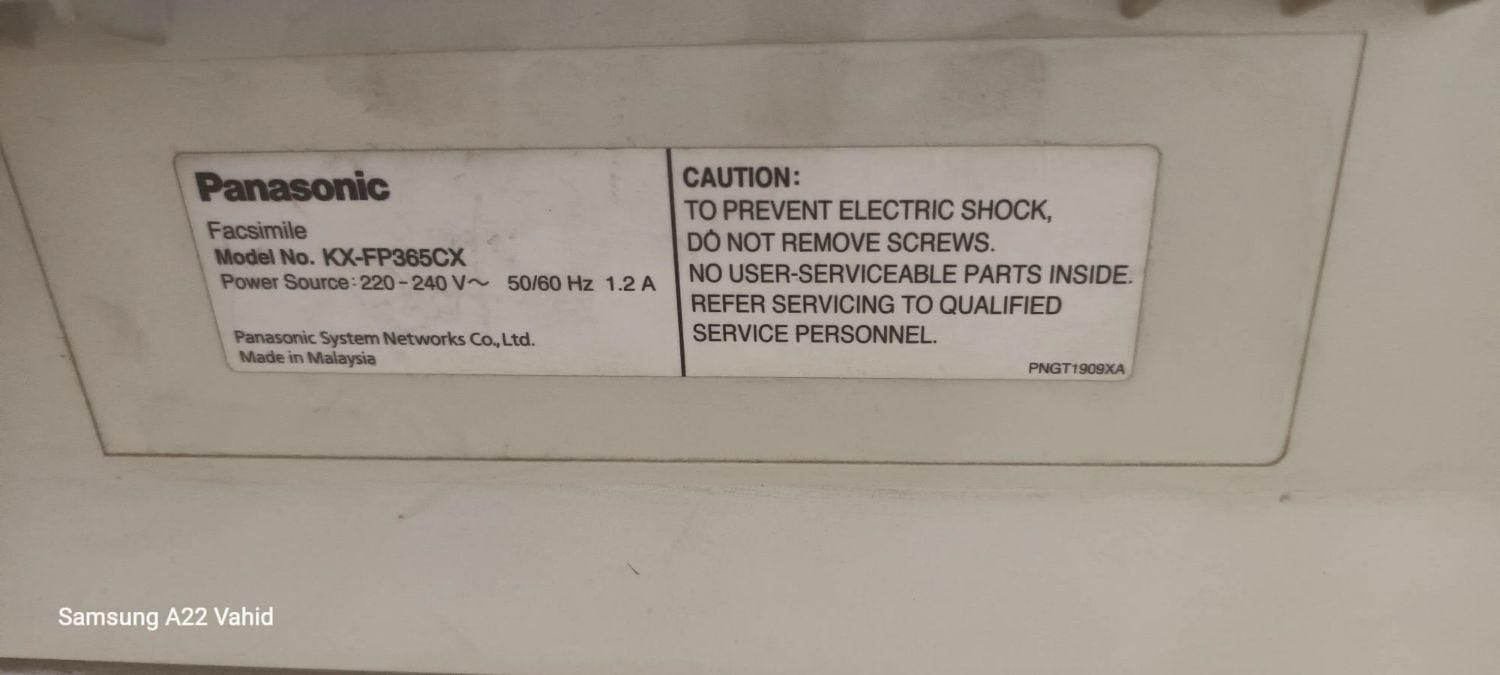 Panasonic
Facsimile
Model No. KX-FP365CX
Power Source: 220-240 V~ 50/60 Hz 1.2 A
Panasonic System Networks Co., Ltd.
Made in Malaysia
CAUTION:
TO PREVENT ELECTRIC SHOCK,
DO NOT REMOVE SCREWS.
NO USER-SERVICEABLE PARTS INSIDE.
REFER SERVICING TO QUALIFIED
SERVICE PERSONNEL.
PNGT1909XA
Samsung A22 Vahid